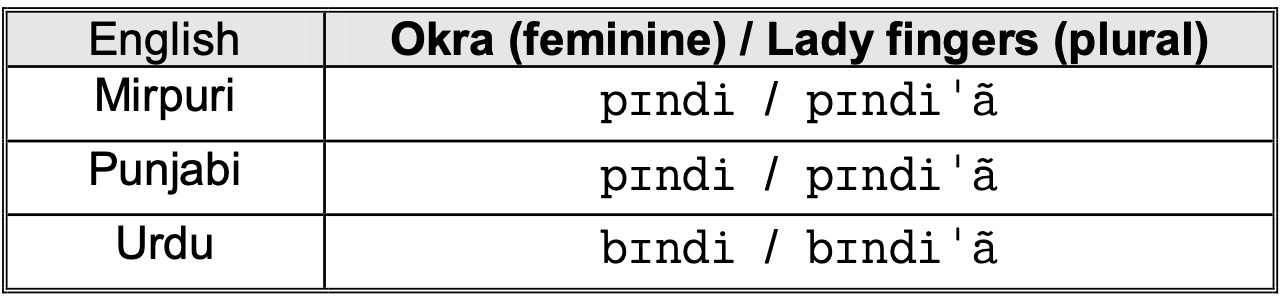 English Okra (feminine) / Lady fingers (plural)
Mirpuri pɪndi / pɪndiˈã
Punjabi pɪndi / pɪndiˈã
Urdu bɪndi / bɪndiˈã